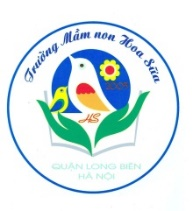 Trường Mầm non Hoa Sữa
HS
QUẬN LONG BIÊN
HÀ NỘI